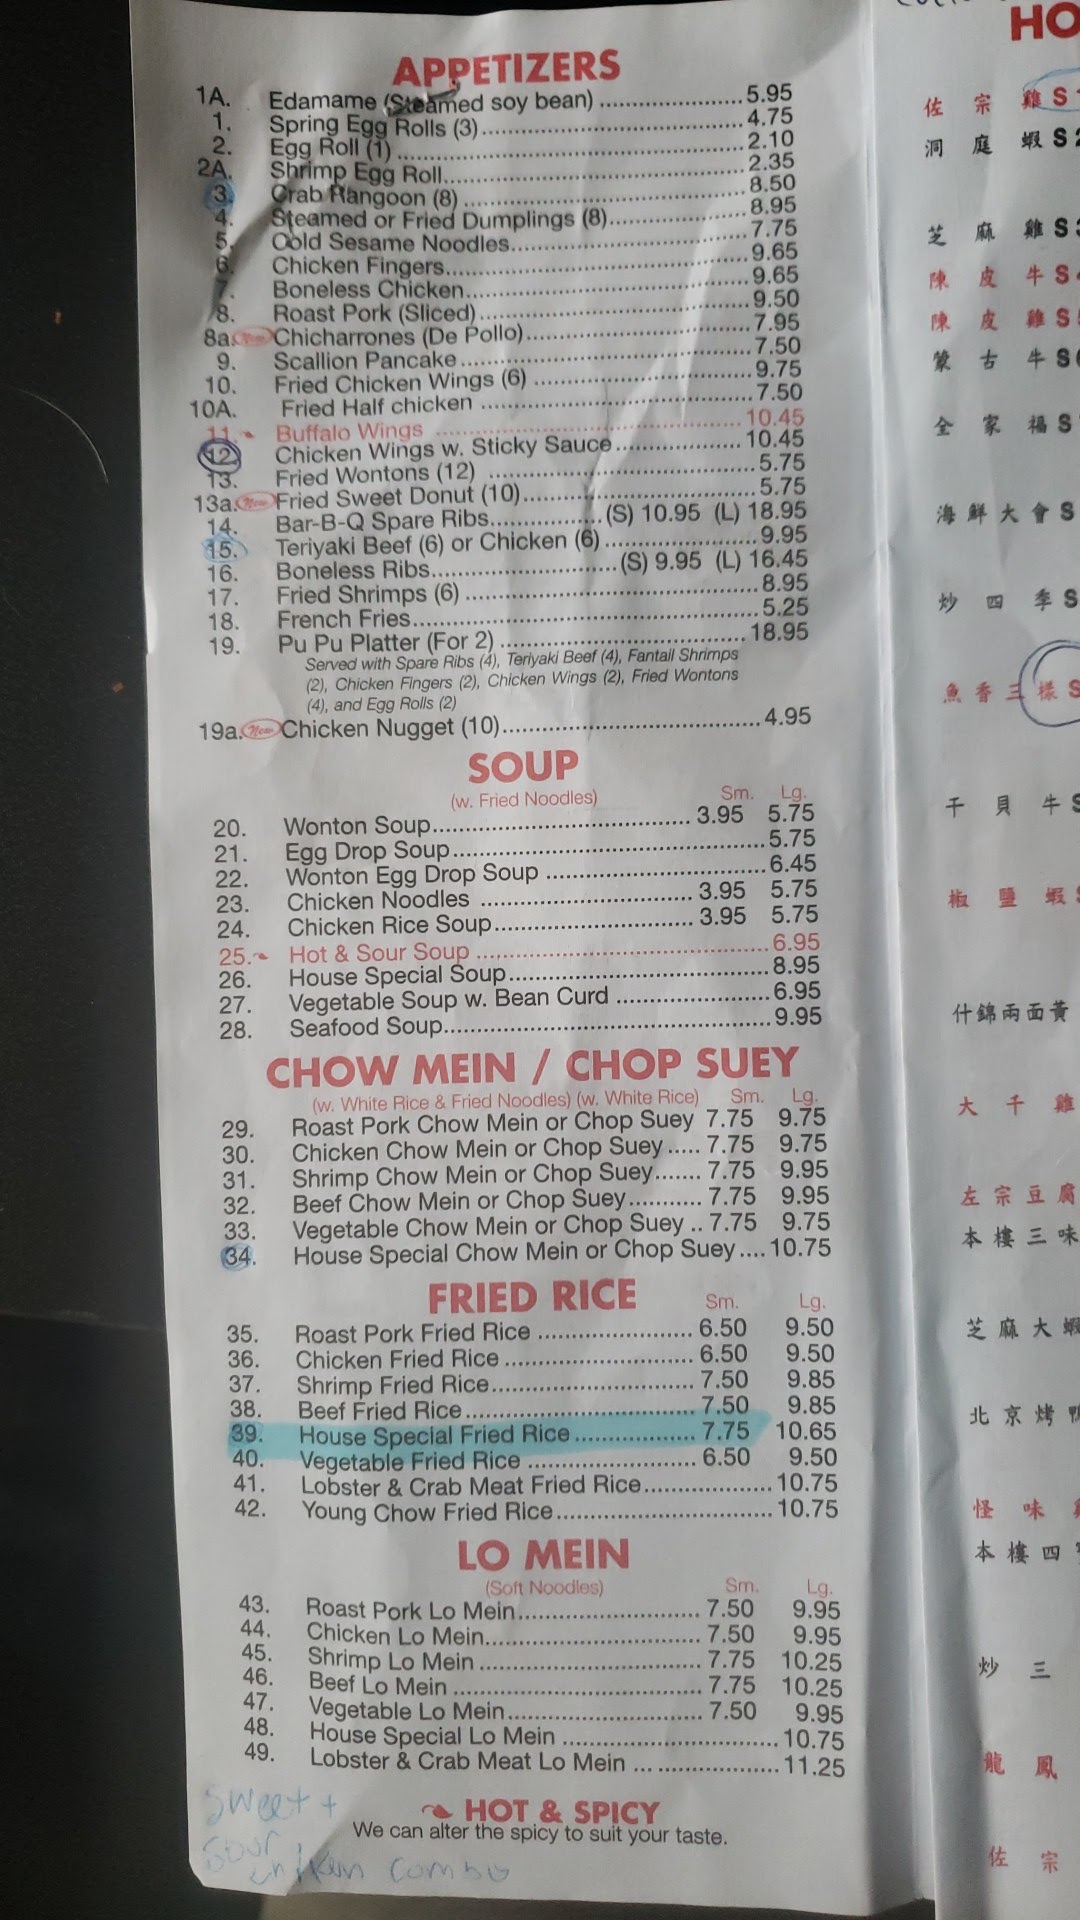 APPETIZERS
1A. Edamame (Steamed soy bean) ........ 5.95
1. Spring Egg Rolls (3) ........ 4.75
2. Egg Roll (1) ........ 2.10
2A. Shrimp Egg Roll ........ 2.35
3. Crab Rangoon (8) ........ 8.50
4. Steamed or Fried Dumplings (8) ........ 8.95
5. Cold Sesame Noodles ........ 7.75
6. Chicken Fingers ........ 9.65
7. Boneless Chicken ........ 9.65
8. Roast Pork (Sliced) ........ 9.50
8a. New Chicharrones (De Pollo) ........ 7.95
9. Scallion Pancake ........ 7.50
10. Fried Chicken Wings (6) ........ 9.75
10A. Fried Half chicken ........ 7.50
11. Buffalo Wings ........ 10.45
12. Chicken Wings w. Sticky Sauce ........ 10.45
13. Fried Wontons (12) ........ 5.75
13a. New Fried Sweet Donut (10) ........ 5.75
14. Bar-B-Q Spare Ribs ........ (S) 10.95 (L) 18.95
15. Teriyaki Beef (6) or Chicken (6) ........ 9.95
16. Boneless Ribs ........ (S) 9.95 (L) 16.45
17. Fried Shrimps (6) ........ 8.95
18. French Fries ........ 5.25
19. Pu Pu Platter (For 2) ........ 18.95
Served with Spare Ribs (4), Teriyaki Beef (4), Fantall Shrimps
(2), Chicken Fingers (2), Chicken Wings (2), Fried Wontons
(4), and Egg Rolls (2)
19a. New Chicken Nugget (10) ........ 4.95
SOUP
(w. Fried Noodles) Sm. Lg.
20. Wonton Soup ........ 3.95 5.75
21. Egg Drop Soup ........ 5.75
22. Wonton Egg Drop Soup ........ 6.45
23. Chicken Noodles ........ 3.95 5.75
24. Chicken Rice Soup ........ 3.95 5.75
25. Hot & Sour Soup ........ 6.95
26. House Special Soup ........ 8.95
27. Vegetable Soup w. Bean Curd ........ 6.95
28. Seafood Soup ........ 9.95
CHOW MEIN / CHOP SUEY
(w. White Rice & Fried Noodles) (w. White Rice) Sm. Lg.
29. Roast Pork Chow Mein or Chop Suey 7.75 9.75
30. Chicken Chow Mein or Chop Suey ..... 7.75 9.75
31. Shrimp Chow Mein or Chop Suey ....... 7.75 9.95
32. Beef Chow Mein or Chop Suey ........ 7.75 9.95
33. Vegetable Chow Mein or Chop Suey .. 7.75 9.75
34. House Special Chow Mein or Chop Suey .... 10.75
FRIED RICE Sm. Lg.
35. Roast Pork Fried Rice ........ 6.50 9.50
36. Chicken Fried Rice ........ 6.50 9.50
37. Shrimp Fried Rice ........ 7.50 9.85
38. Beef Fried Rice ........ 7.50 9.85
39. House Special Fried Rice ........ 7.75 10.65
40. Vegetable Fried Rice ........ 6.50 9.50
41. Lobster & Crab Meat Fried Rice ........ 10.75
42. Young Chow Fried Rice ........ 10.75
LO MEIN
(Soft Noodles) Sm. Lg.
43. Roast Pork Lo Mein ........ 7.50 9.95
44. Chicken Lo Mein ........ 7.50 9.95
45. Shrimp Lo Mein ........ 7.75 10.25
46. Beef Lo Mein ........ 7.75 10.25
47. Vegetable Lo Mein ........ 7.50 9.95
48. House Special Lo Mein ........ 10.75
49. Lobster & Crab Meat Lo Mein ........ 11.25
HOT & SPICY
We can alter the spicy to suit your taste.
Sweet +
Sour
chicken combo
HO
佐宗雞 S
洞庭蝦 S
芝麻雞 S
陳皮牛 S
陳皮雞 S
蒙古牛 S
全家福 S
海鮮大會 S
炒四季 S
魚香三樣 S
干貝牛 S
椒鹽蝦
什錦兩面黃
大千雞
左宗豆腐
本樓三味
芝麻大蝦
北京烤鴨
怪味
本樓四
炒三
龍鳳
佐宗